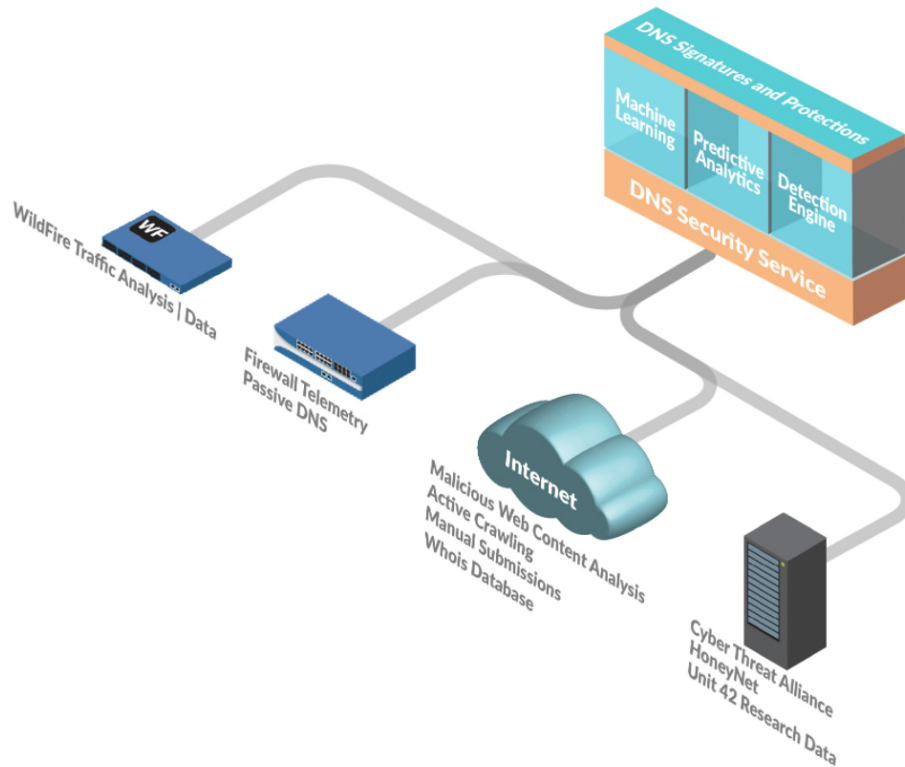 DNS Signatures and Protections
Machine
Learning
Predictive
Analytics
Detection
Engine
DNS Security Service
WF
WildFire Traffic Analysis | Data
Firewall Telemetry
Passive DNS
Internet
Malicious Web Content Analysis
Active Crawling
Manual Submissions
Whois Database
Cyber Threat Alliance
HoneyNet
Unit 42 Research Data